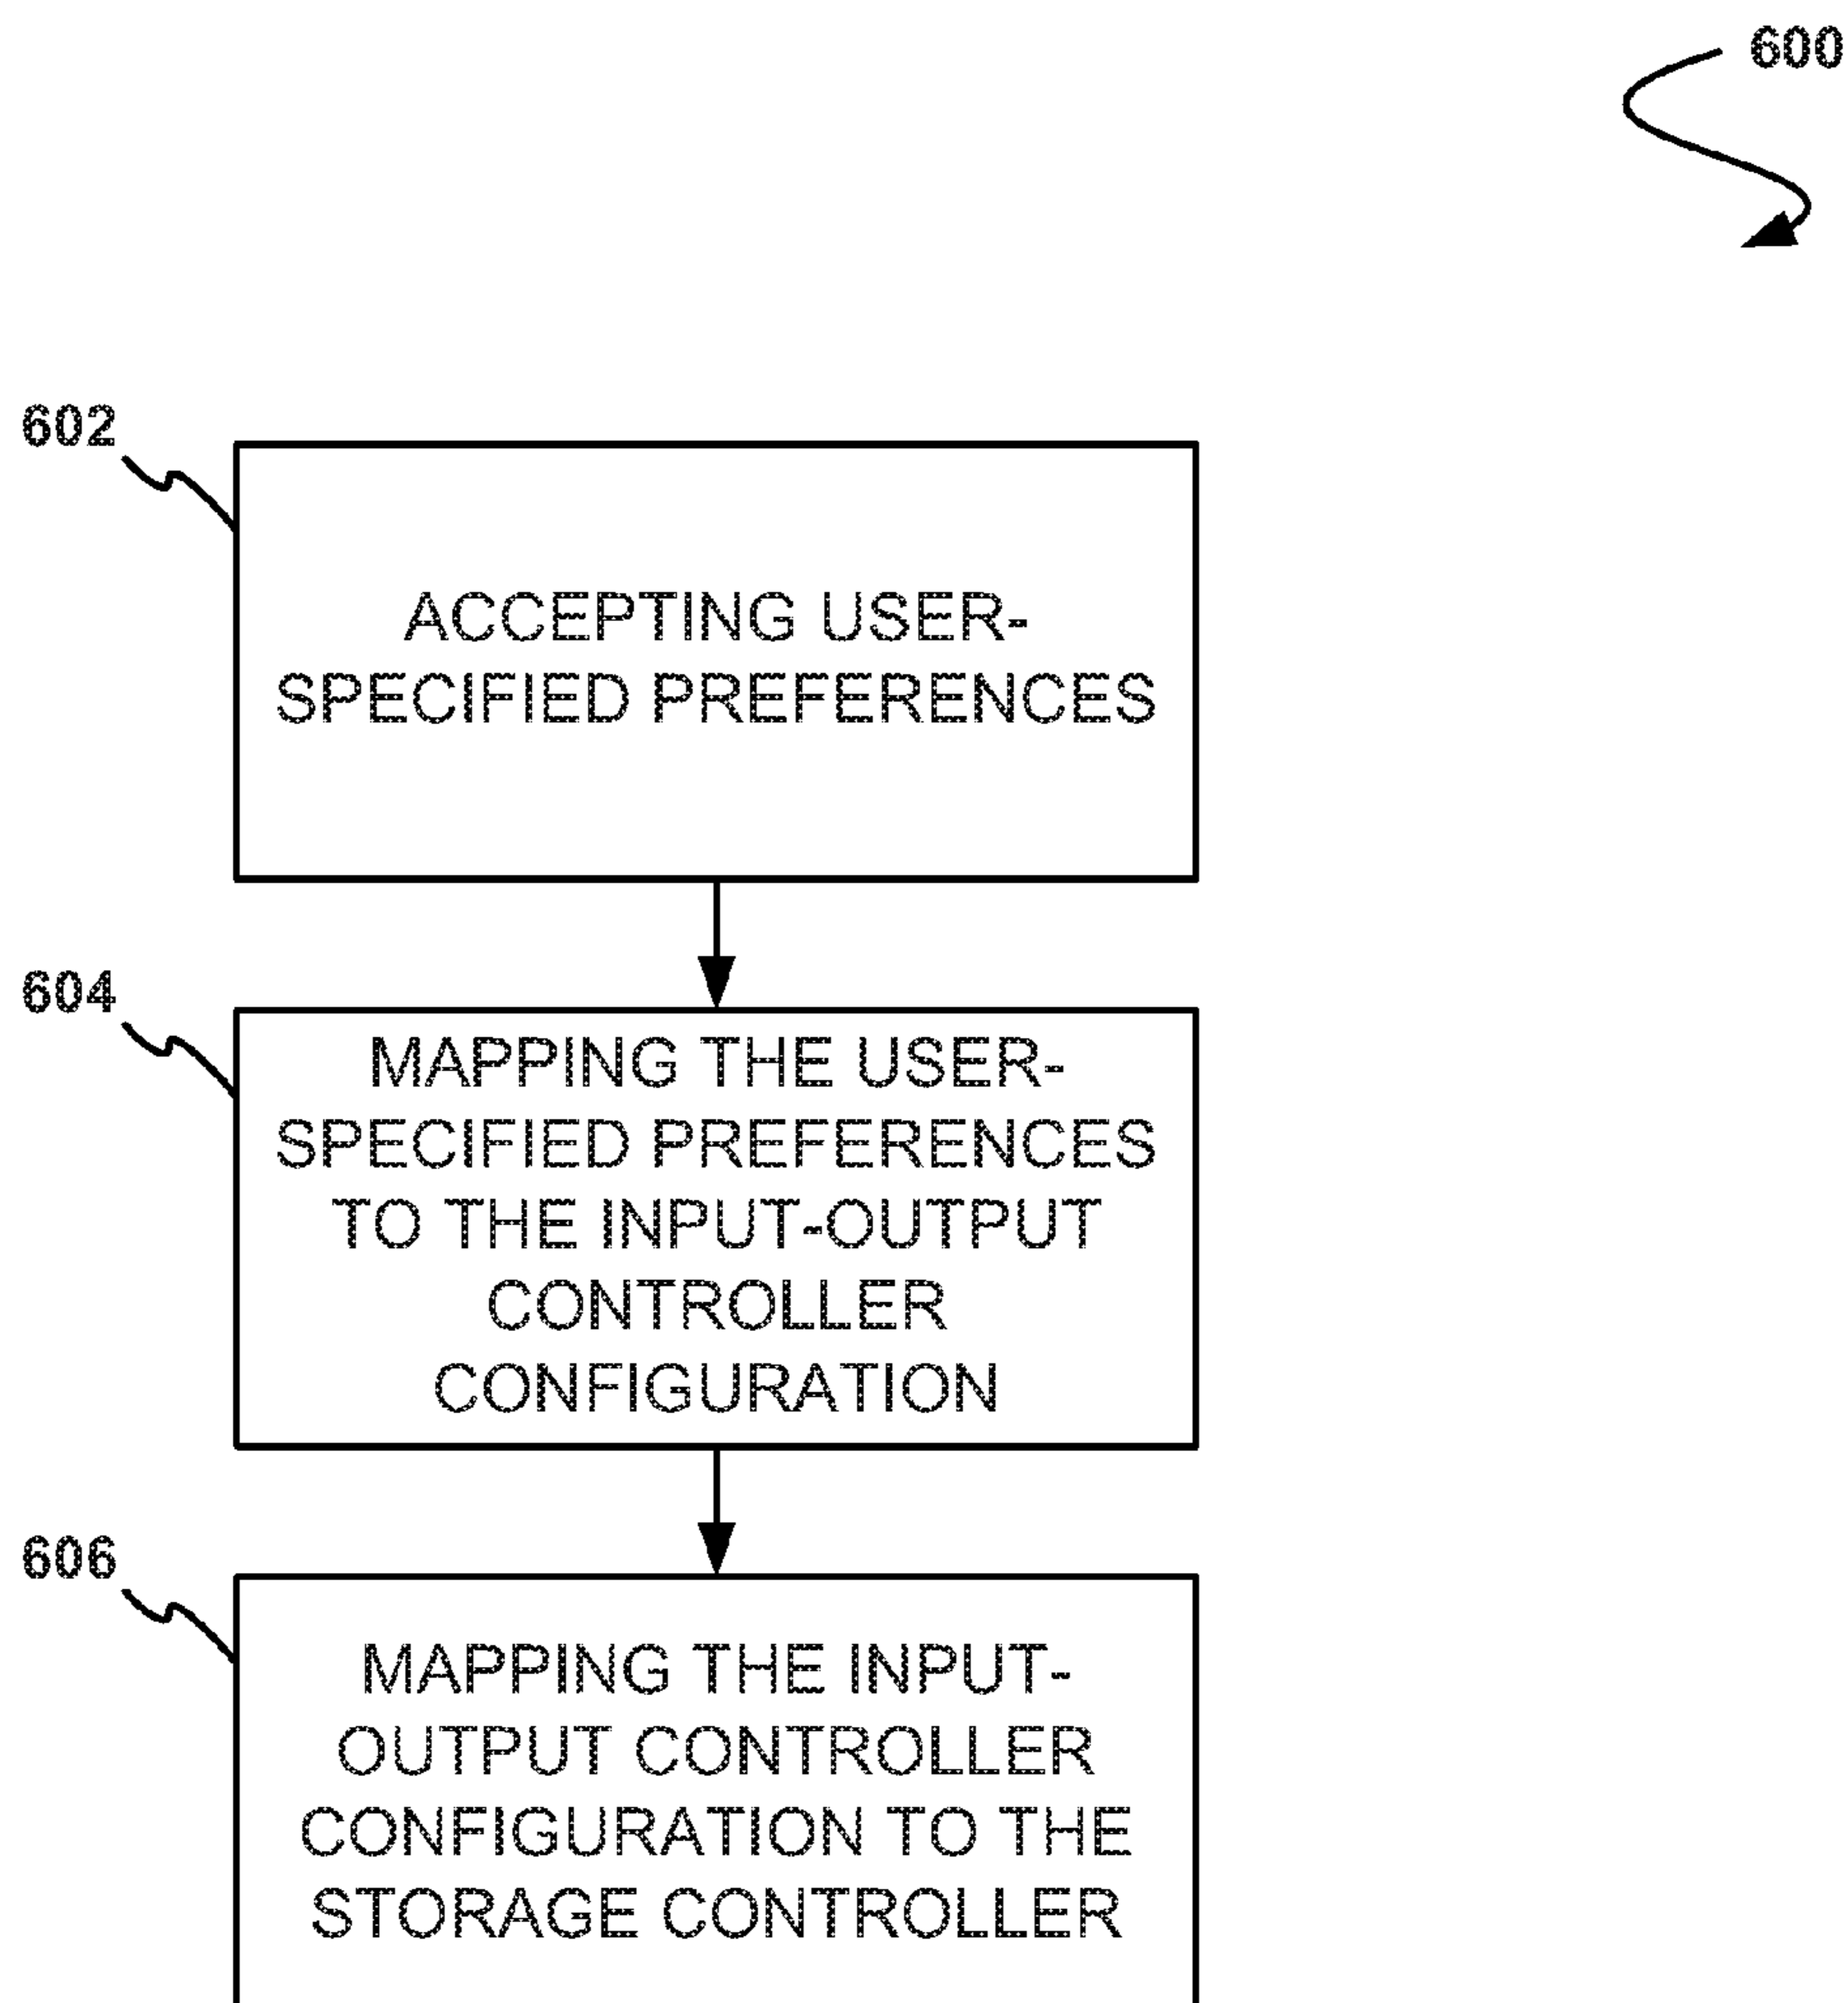 600
602
ACCEPTING USER-
SPECIFIED PREFERENCES
604
MAPPING THE USER-
SPECIFIED PREFERENCES
TO THE INPUT-OUTPUT
CONTROLLER
CONFIGURATION
606
MAPPING THE INPUT-
OUTPUT CONTROLLER
CONFIGURATION TO THE
STORAGE CONTROLLER